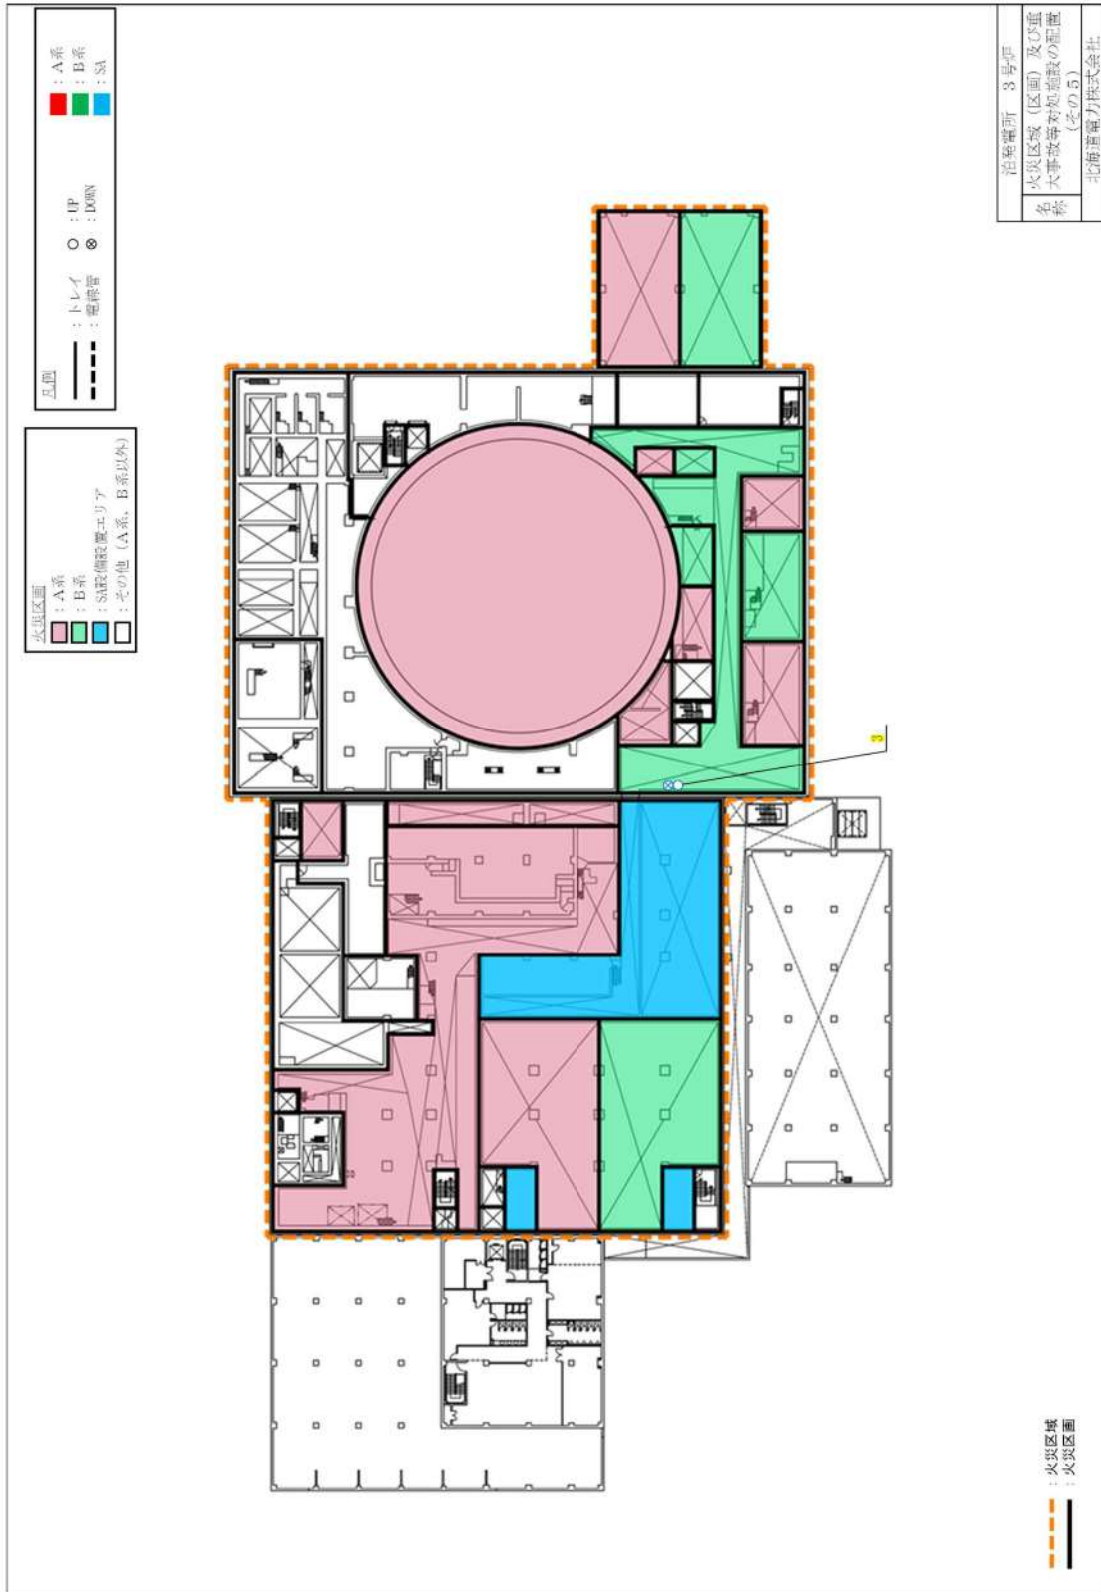 火災区画
: A系
: B系
: SA設備設置エリア
: その他（A系，B系以外）
凡例
: トレイ
: 電線管
○ : UP
⊗ : DOWN
: A系
: B系
: SA
3
: 火災区域
: 火災区画
泊発電所　3号炉
名称
火災区域（区画）及び重
大事故等対処施設の配置
（その5）
北海道電力株式会社